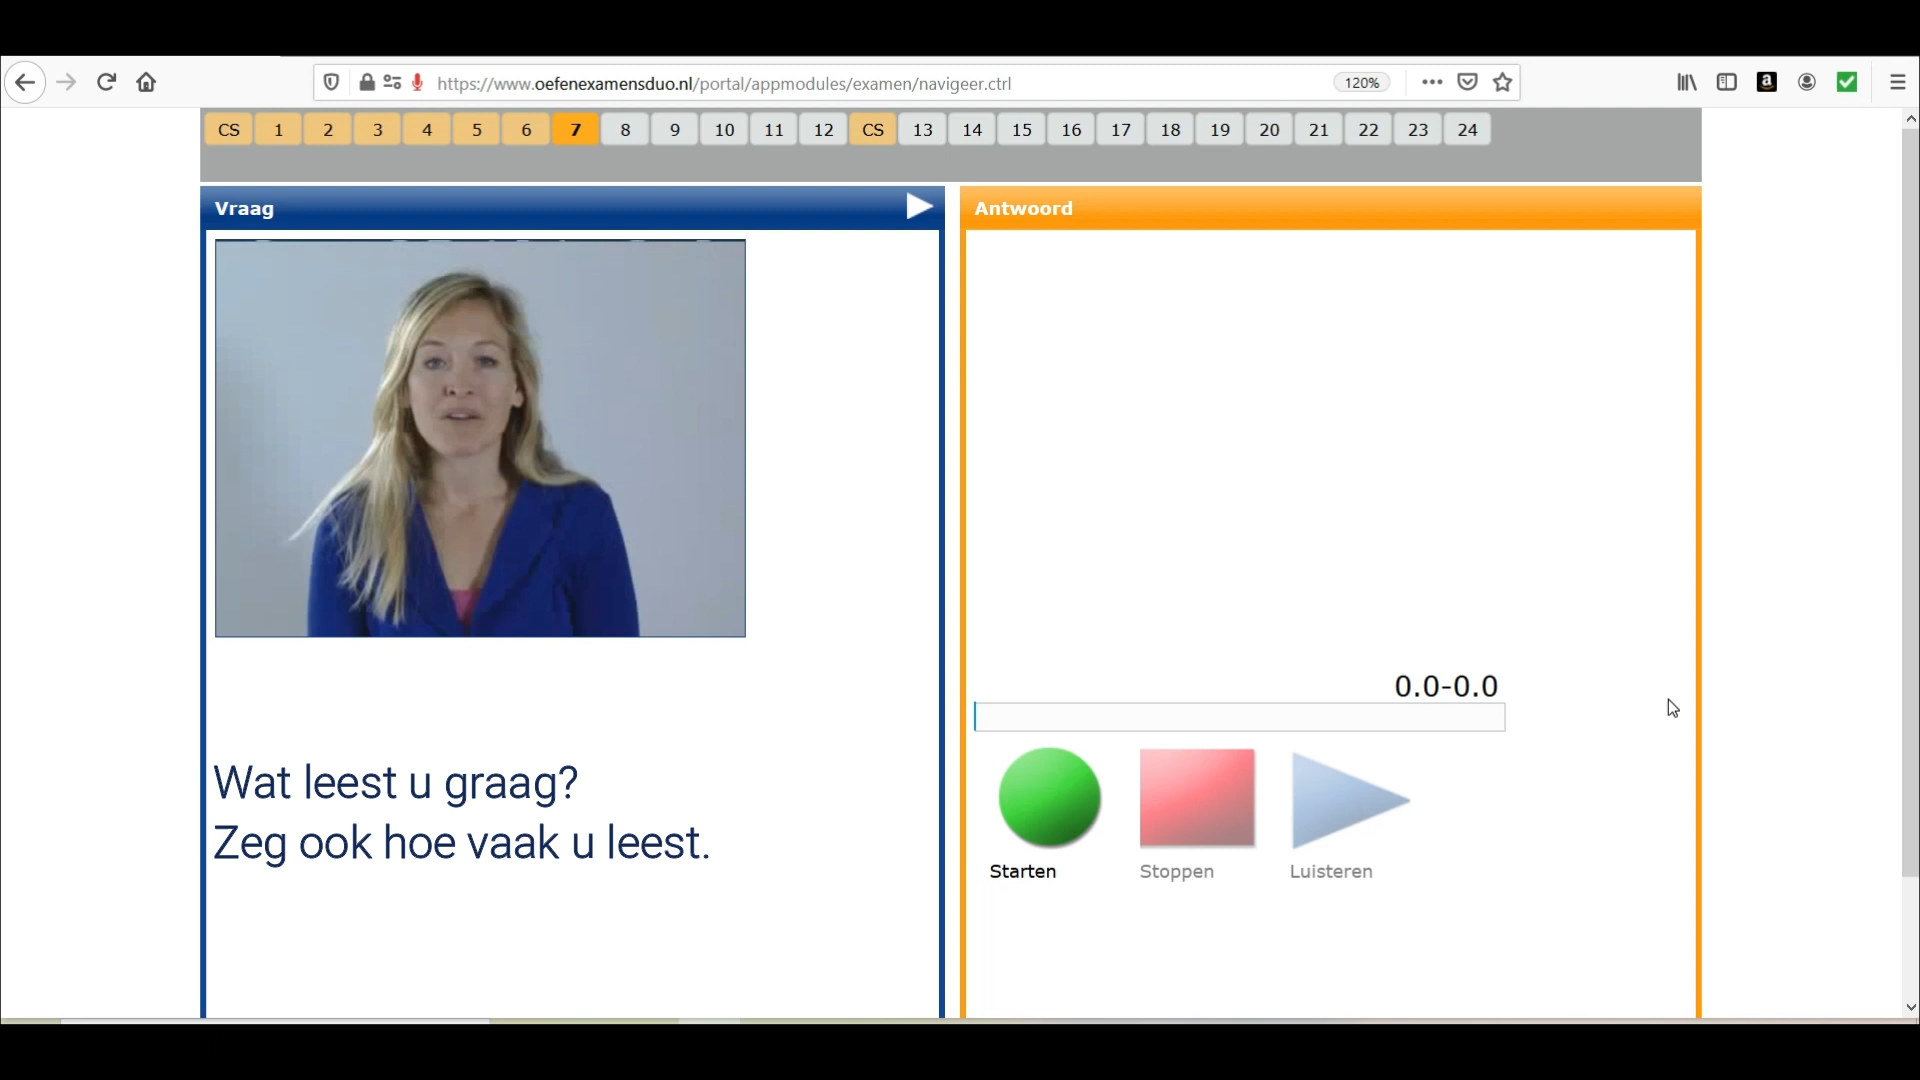 https://www.oefenexamensduo.nl/portal/appmodules/examen/navigeer.ctrl
120%
CS 1 2 3 4 5 6 7 8 9 10 11 12 CS 13 14 15 16 17 18 19 20 21 22 23 24
Vraag
Antwoord
0.0-0.0
Wat leest u graag?
Zeg ook hoe vaak u leest.
Starten
Stoppen
Luisteren